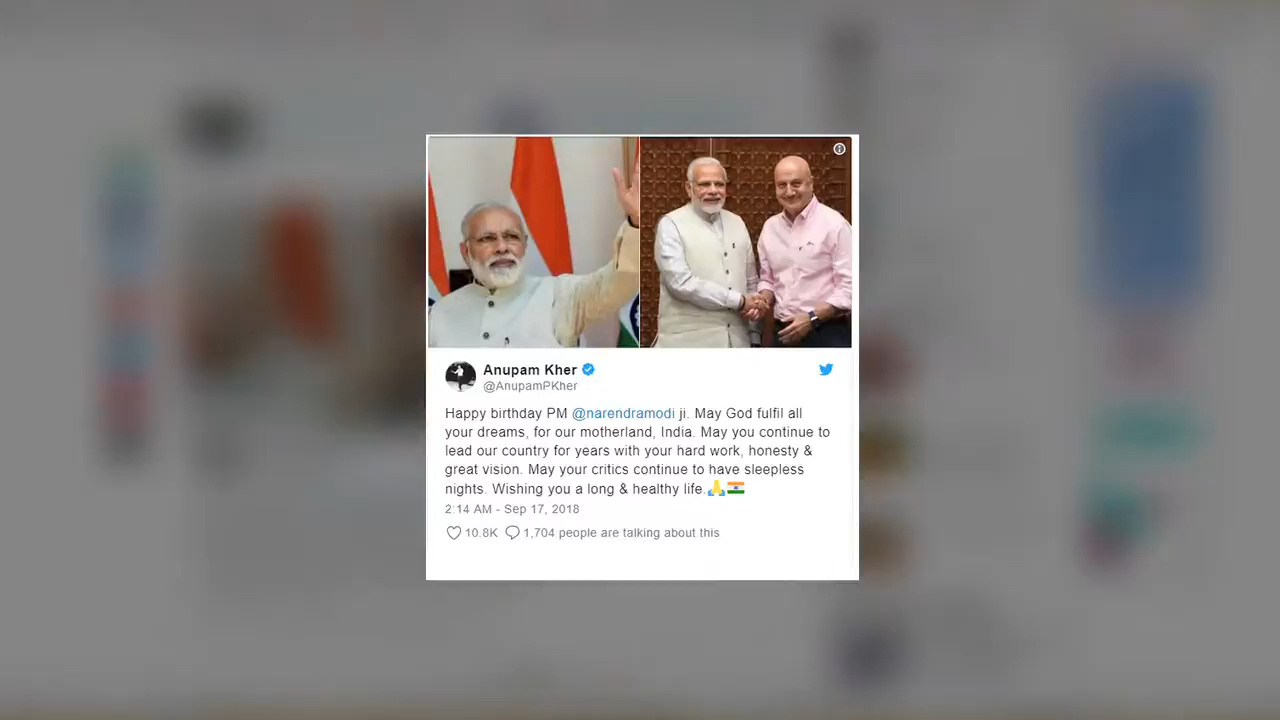 Anupam Kher
@AnupamPKher
Happy birthday PM @narendramodi ji. May God fulfil all
your dreams, for our motherland, India. May you continue to
lead our country for years with your hard work, honesty &
great vision. May your critics continue to have sleepless
nights. Wishing you a long & healthy life.🙏🇮🇳
2:14 AM - Sep 17, 2018
10.8K 1,704 people are talking about this